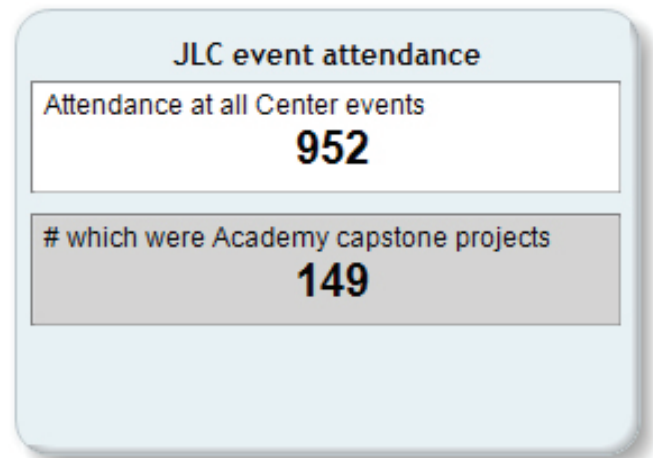 JLC event attendance
Attendance at all Center events
952
# which were Academy capstone projects
149